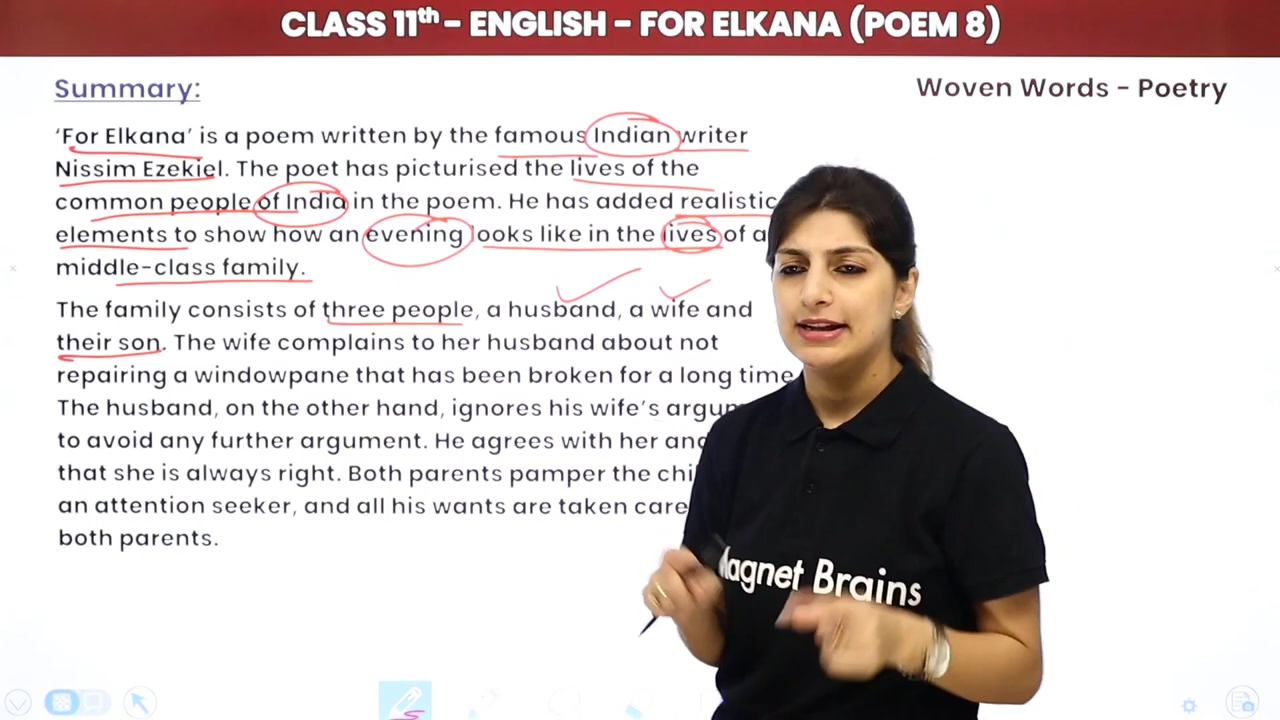 CLASS 11th - ENGLISH - FOR ELKANA (POEM 8)
Summary:
Woven Words - Poetry
'For Elkana' is a poem written by the famous Indian writer
Nissim Ezekiel. The poet has picturised the lives of the
common people of India in the poem. He has added realistic
elements to show how an evening looks like in the lives of a
middle-class family.
The family consists of three people, a husband, a wife and
their son. The wife complains to her husband about not
repairing a windowpane that has been broken for a long time
The husband, on the other hand, ignores his wife's
to avoid any further argument. He agrees with her
that she is always right. Both parents pamper the
an attention seeker, and all his wants are taken care
both parents.
Magnet Brains